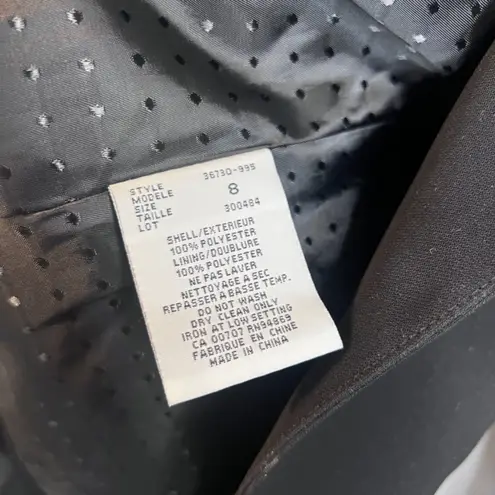 STYLE 36730-995
MODELE
SIZE 8
TAILLE
LOT 300484
SHELL/EXTERIEUR
100% POLYESTER
LINING/DOUBLURE
100% POLYESTER
NE PAS LAVER
NETTOYAGE A SEC
REPASSER A BASSE TEMP.
DO NOT WASH
DRY CLEAN ONLY
IRON AT LOW SETTING
CA 00707 RN94869
FABRIQUE EN CHINE
MADE IN CHINA